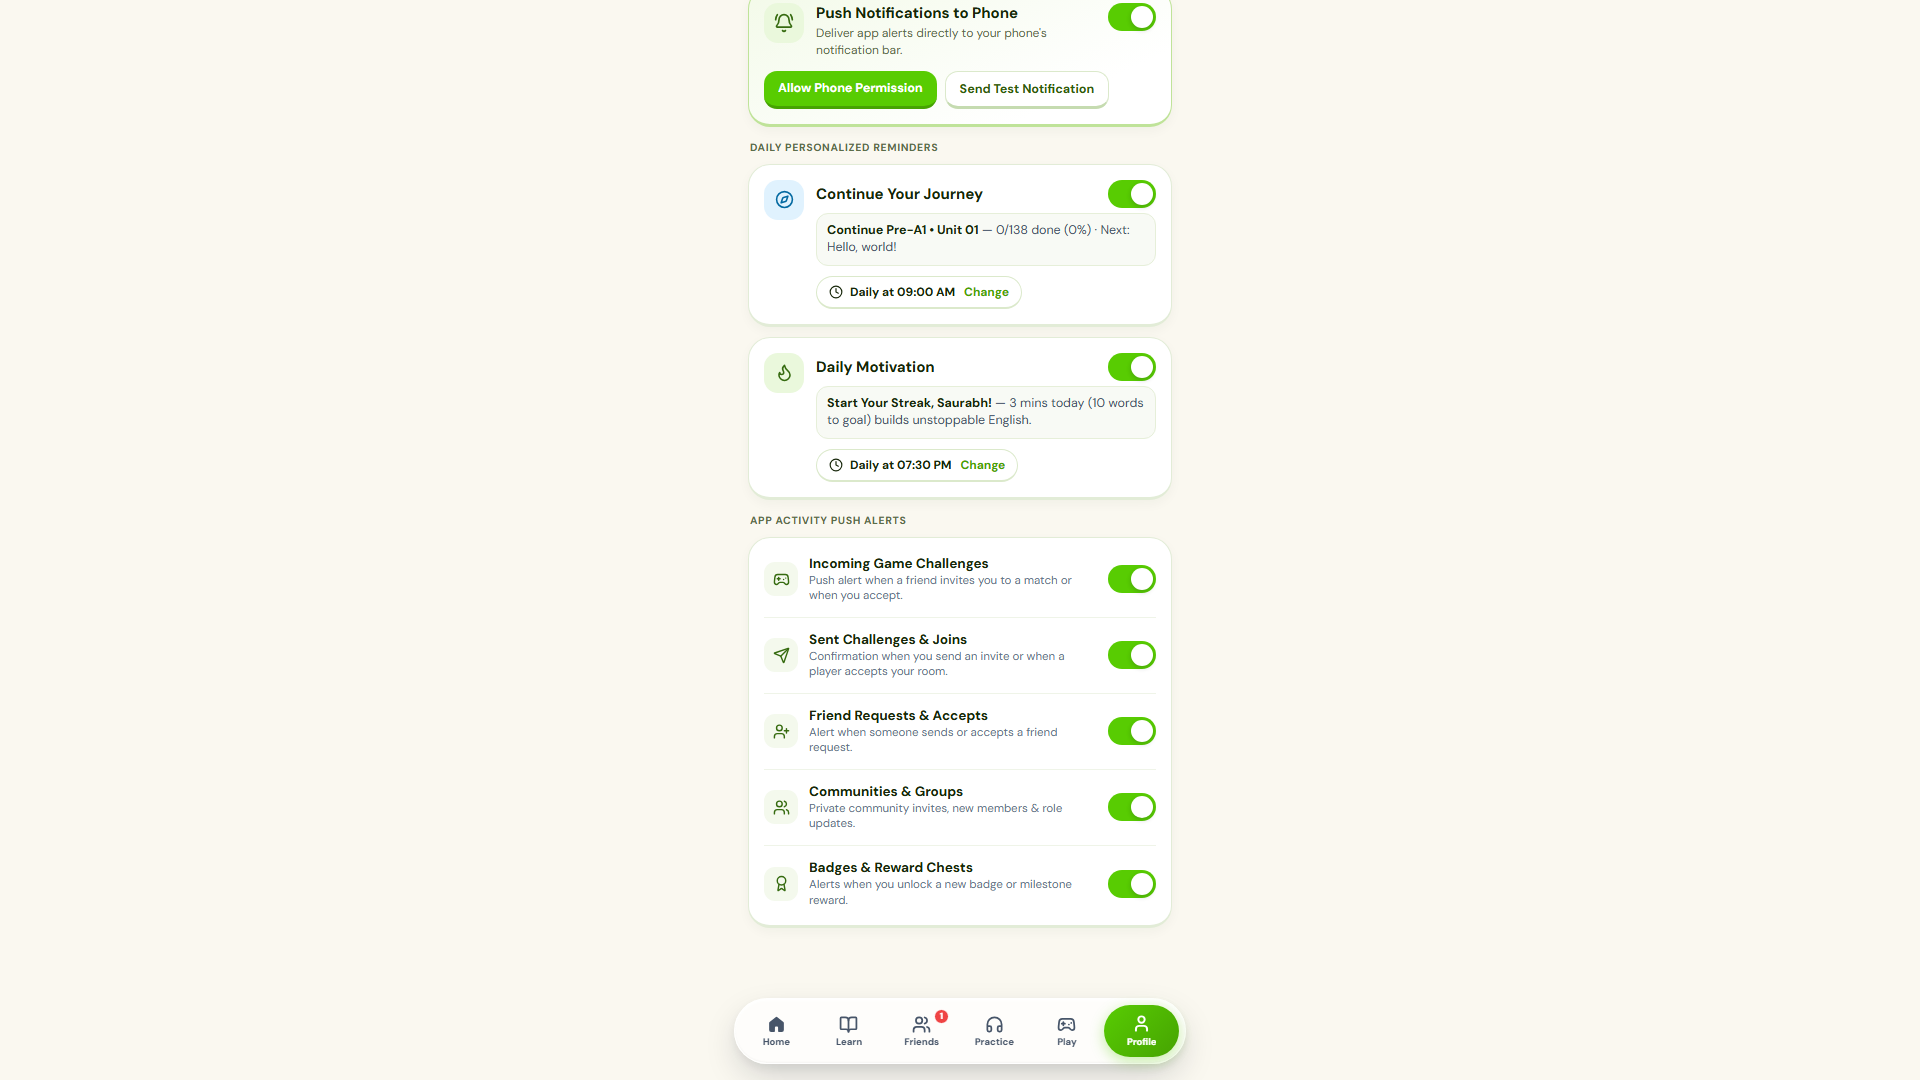 Push Notifications to Phone
Deliver app alerts directly to your phone's
notification bar.
Allow Phone Permission
Send Test Notification
DAILY PERSONALIZED REMINDERS
Continue Your Journey
Continue Pre-A1 • Unit 01 — 0/138 done (0%) · Next:
Hello, world!
Daily at 09:00 AM Change
Daily Motivation
Start Your Streak, Saurabh! — 3 mins today (10 words
to goal) builds unstoppable English.
Daily at 07:30 PM Change
APP ACTIVITY PUSH ALERTS
Incoming Game Challenges
Push alert when a friend invites you to a match or
when you accept.
Sent Challenges & Joins
Confirmation when you send an invite or when a
player accepts your room.
Friend Requests & Accepts
Alert when someone sends or accepts a friend
request.
Communities & Groups
Private community invites, new members & role
updates.
Badges & Reward Chests
Alerts when you unlock a new badge or milestone
reward.
1
Home
Learn
Friends
Practice
Play
Profile